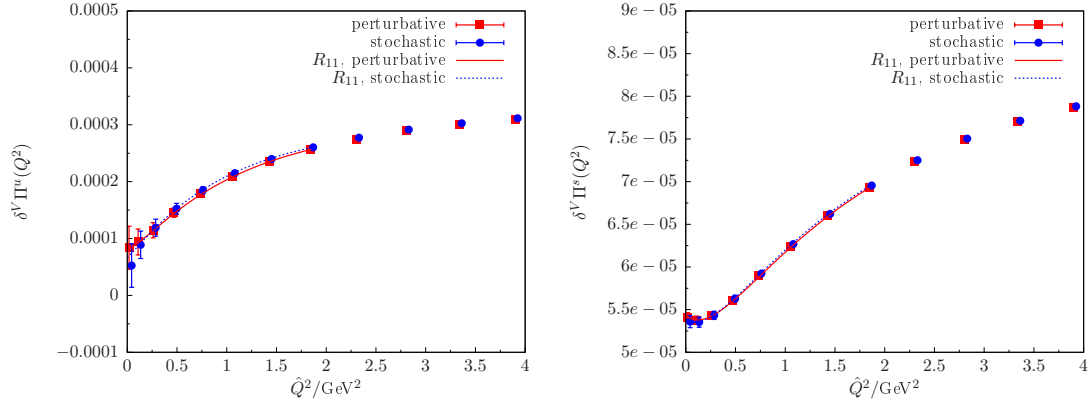 0.0005
0.0004
0.0003
0.0002
0.0001
0
−0.0001
0 0.5 1 1.5 2 2.5 3 3.5 4
δ^V Π^u(Q^2)
Q̂^2/GeV^2
perturbative
stochastic
R_11, perturbative
R_11, stochastic
9e − 05
8.5e − 05
8e − 05
7.5e − 05
7e − 05
6.5e − 05
6e − 05
5.5e − 05
5e − 05
0 0.5 1 1.5 2 2.5 3 3.5 4
δ^V Π^s(Q^2)
Q̂^2/GeV^2
perturbative
stochastic
R_11, perturbative
R_11, stochastic